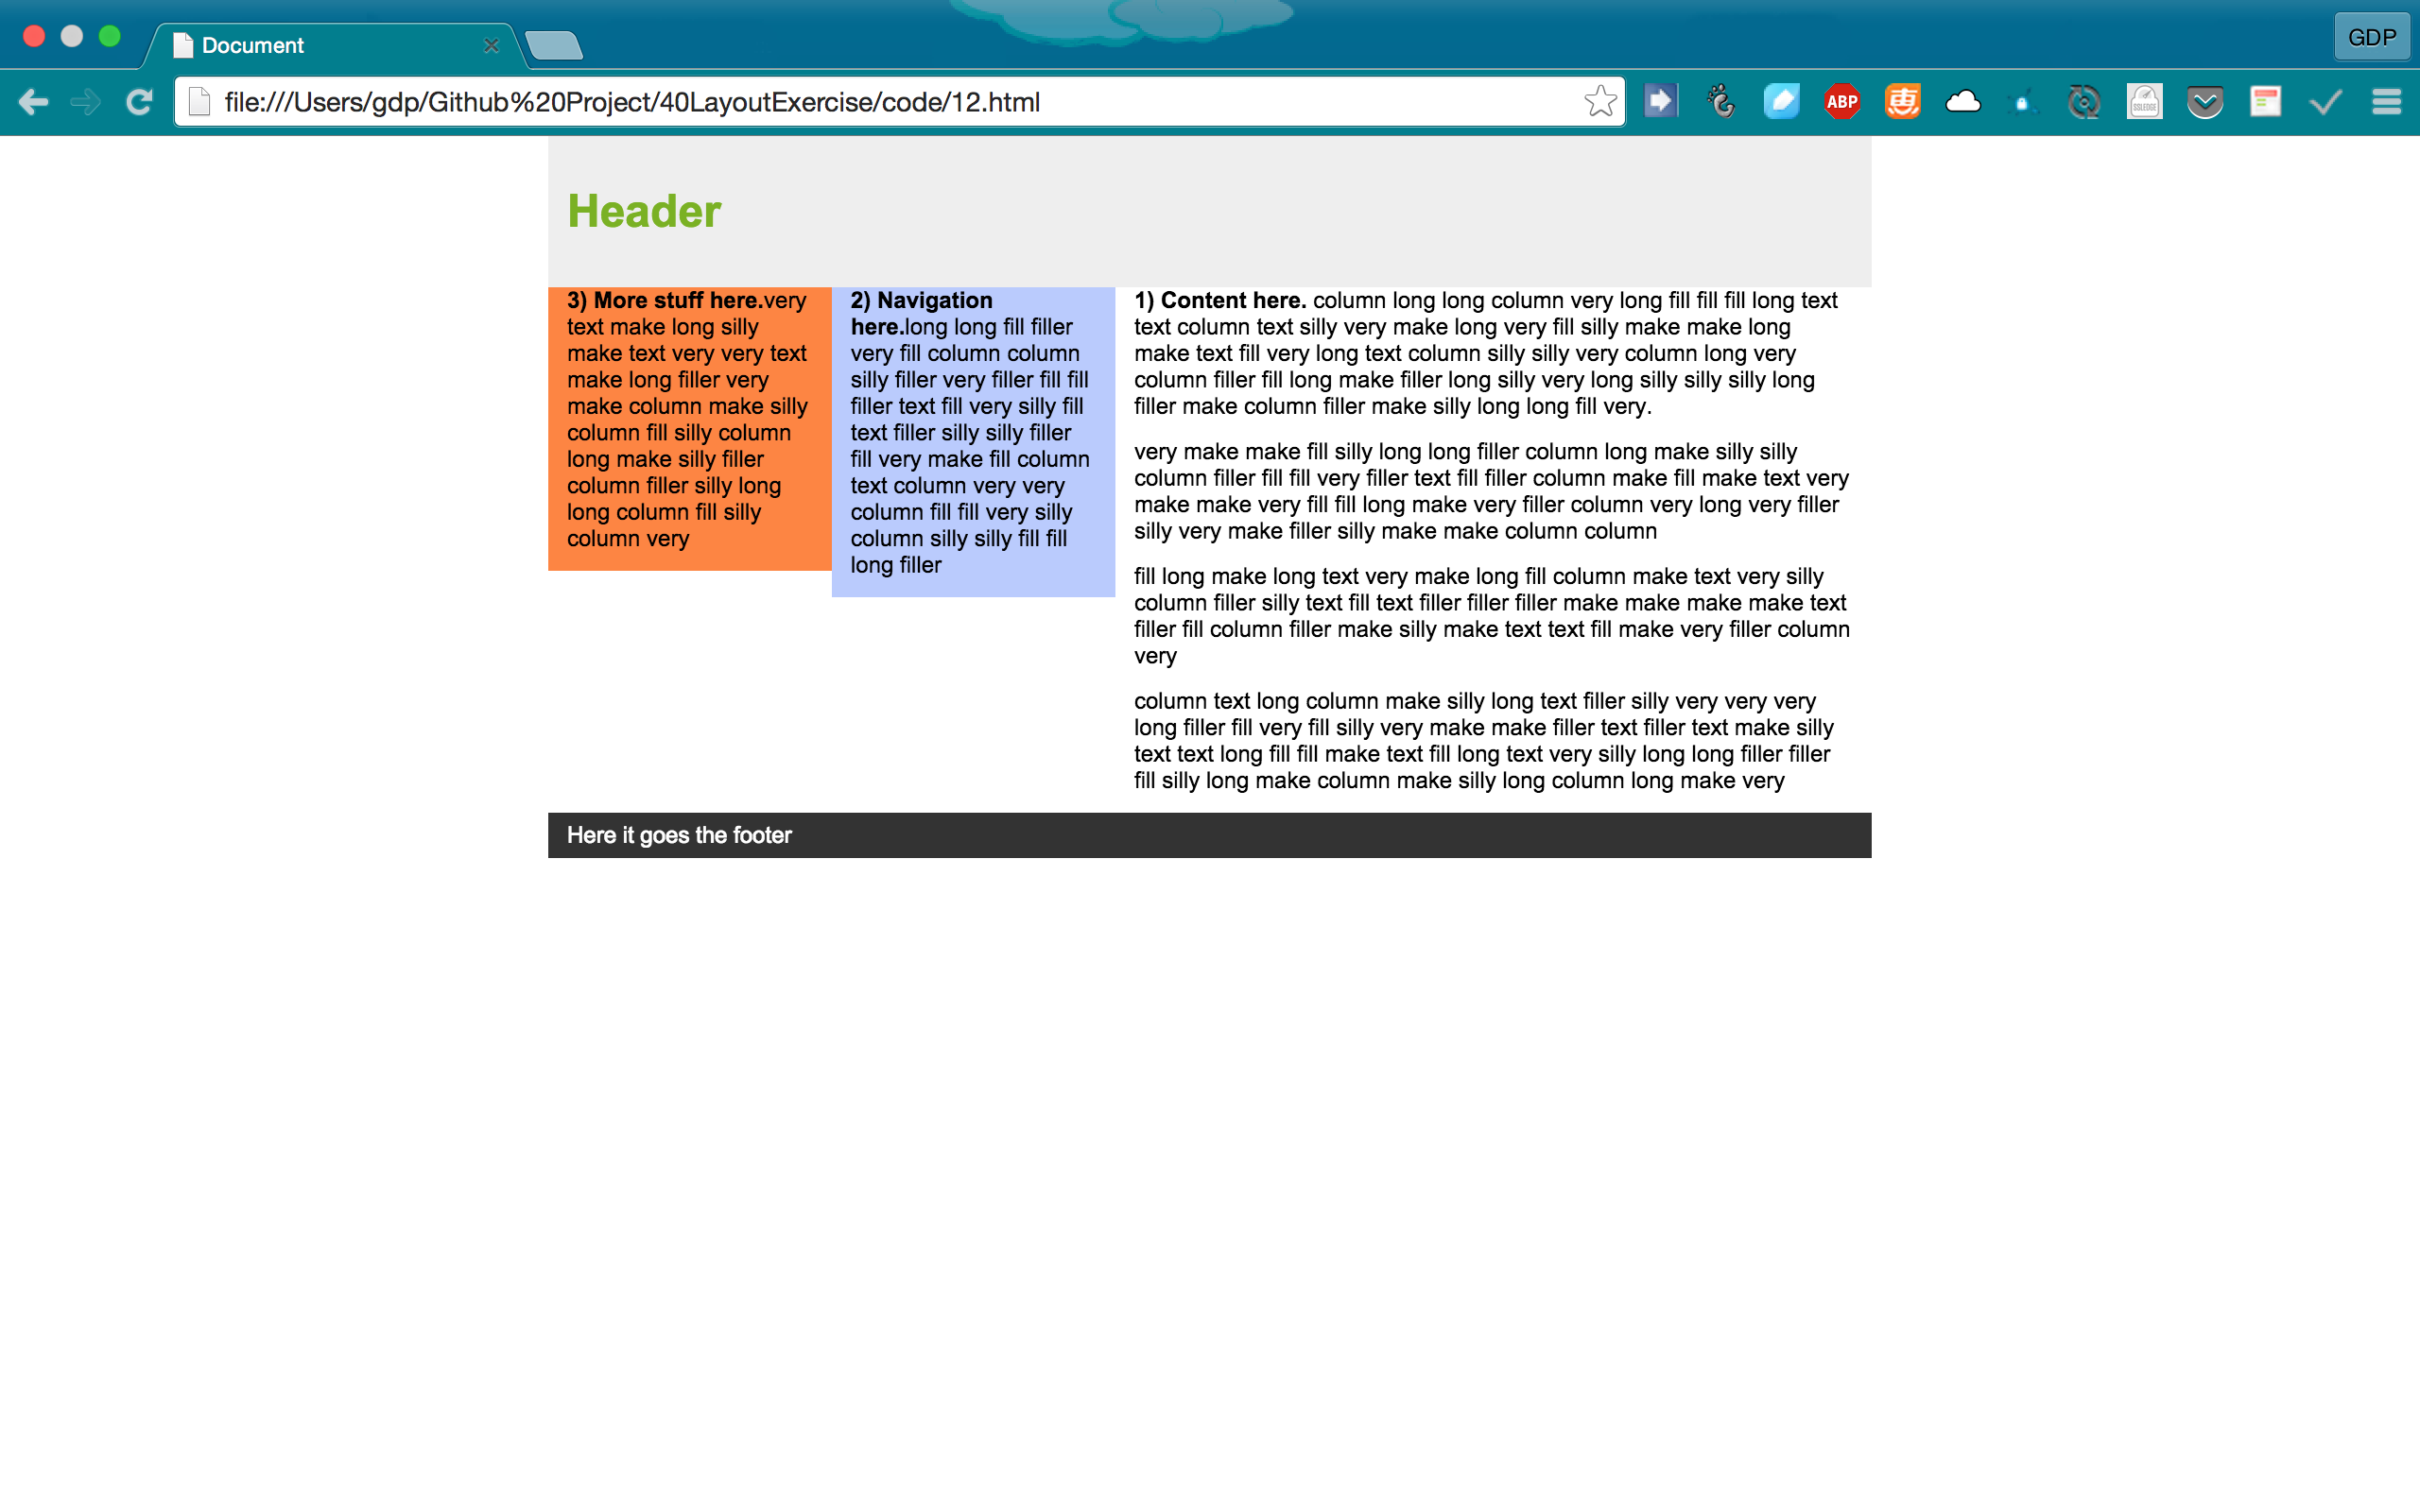 Document
GDP
file:///Users/gdp/Github%20Project/40LayoutExercise/code/12.html
ABP
惠
Header
3) More stuff here.very
text make long silly
make text very very text
make long filler very
make column make silly
column fill silly column
long make silly filler
column filler silly long
long column fill silly
column very
2) Navigation
here.long long fill filler
very fill column column
silly filler very filler fill fill
filler text fill very silly fill
text filler silly silly filler
fill very make fill column
text column very very
column fill fill very silly
column silly silly fill fill
long filler
1) Content here. column long long column very long fill fill fill long text
text column text silly very make long very fill silly make make long
make text fill very long text column silly silly very column long very
column filler fill long make filler long silly very long silly silly silly long
filler make column filler make silly long long fill very.
very make make fill silly long long filler column long make silly silly
column filler fill fill very filler text fill filler column make fill make text very
make make very fill fill long make very filler column very long very filler
silly very make filler silly make make column column
fill long make long text very make long fill column make text very silly
column filler silly text fill text filler filler filler make make make make text
filler fill column filler make silly make text text fill make very filler column
very
column text long column make silly long text filler silly very very very
long filler fill very fill silly very make make filler text filler text make silly
text text long fill fill make text fill long text very silly long long filler filler
fill silly long make column make silly long column long make very
Here it goes the footer